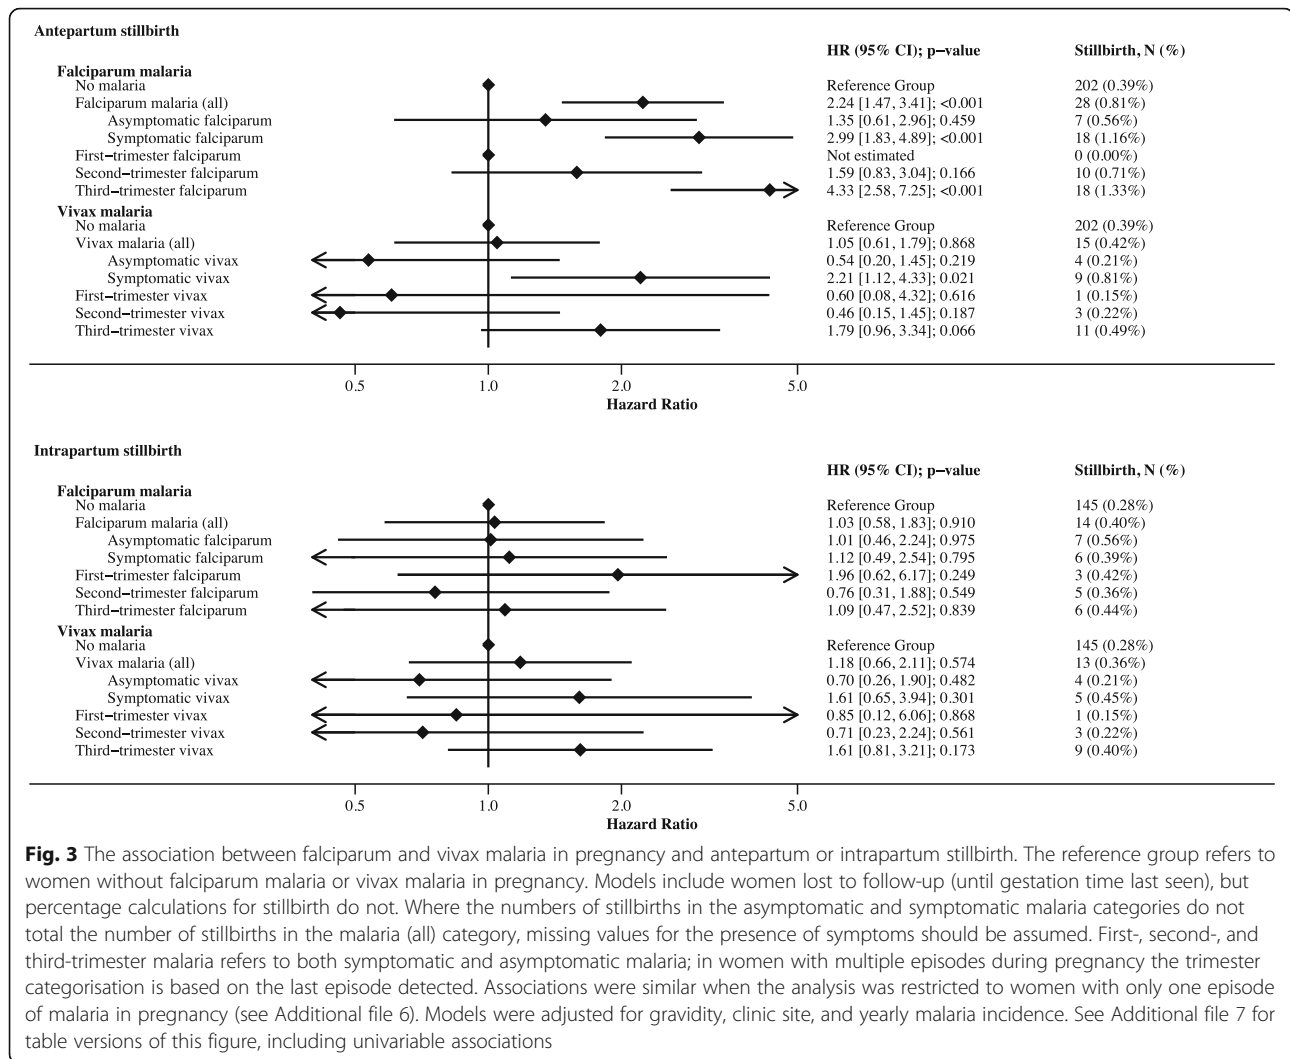 Antepartum stillbirth
HR (95% CI); p−value Stillbirth, N (%)
Falciparum malaria
No malaria Reference Group 202 (0.39%)
Falciparum malaria (all) 2.24 [1.47, 3.41]; <0.001 28 (0.81%)
Asymptomatic falciparum 1.35 [0.61, 2.96]; 0.459 7 (0.56%)
Symptomatic falciparum 2.99 [1.83, 4.89]; <0.001 18 (1.16%)
First−trimester falciparum Not estimated 0 (0.00%)
Second−trimester falciparum 1.59 [0.83, 3.04]; 0.166 10 (0.71%)
Third−trimester falciparum 4.33 [2.58, 7.25]; <0.001 18 (1.33%)
Vivax malaria
No malaria Reference Group 202 (0.39%)
Vivax malaria (all) 1.05 [0.61, 1.79]; 0.868 15 (0.42%)
Asymptomatic vivax 0.54 [0.20, 1.45]; 0.219 4 (0.21%)
Symptomatic vivax 2.21 [1.12, 4.33]; 0.021 9 (0.81%)
First−trimester vivax 0.60 [0.08, 4.32]; 0.616 1 (0.15%)
Second−trimester vivax 0.46 [0.15, 1.45]; 0.187 3 (0.22%)
Third−trimester vivax 1.79 [0.96, 3.34]; 0.066 11 (0.49%)
0.5 1.0 2.0 5.0
Hazard Ratio
Intrapartum stillbirth
HR (95% CI); p−value Stillbirth, N (%)
Falciparum malaria
No malaria Reference Group 145 (0.28%)
Falciparum malaria (all) 1.03 [0.58, 1.83]; 0.910 14 (0.40%)
Asymptomatic falciparum 1.01 [0.46, 2.24]; 0.975 7 (0.56%)
Symptomatic falciparum 1.12 [0.49, 2.54]; 0.795 6 (0.39%)
First−trimester falciparum 1.96 [0.62, 6.17]; 0.249 3 (0.42%)
Second−trimester falciparum 0.76 [0.31, 1.88]; 0.549 5 (0.36%)
Third−trimester falciparum 1.09 [0.47, 2.52]; 0.839 6 (0.44%)
Vivax malaria
No malaria Reference Group 145 (0.28%)
Vivax malaria (all) 1.18 [0.66, 2.11]; 0.574 13 (0.36%)
Asymptomatic vivax 0.70 [0.26, 1.90]; 0.482 4 (0.21%)
Symptomatic vivax 1.61 [0.65, 3.94]; 0.301 5 (0.45%)
First−trimester vivax 0.85 [0.12, 6.06]; 0.868 1 (0.15%)
Second−trimester vivax 0.71 [0.23, 2.24]; 0.561 3 (0.22%)
Third−trimester vivax 1.61 [0.81, 3.21]; 0.173 9 (0.40%)
0.5 1.0 2.0 5.0
Hazard Ratio
Fig. 3 The association between falciparum and vivax malaria in pregnancy and antepartum or intrapartum stillbirth. The reference group refers to
women without falciparum malaria or vivax malaria in pregnancy. Models include women lost to follow-up (until gestation time last seen), but
percentage calculations for stillbirth do not. Where the numbers of stillbirths in the asymptomatic and symptomatic malaria categories do not
total the number of stillbirths in the malaria (all) category, missing values for the presence of symptoms should be assumed. First-, second-, and
third-trimester malaria refers to both symptomatic and asymptomatic malaria; in women with multiple episodes during pregnancy the trimester
categorisation is based on the last episode detected. Associations were similar when the analysis was restricted to women with only one episode
of malaria in pregnancy (see Additional file 6). Models were adjusted for gravidity, clinic site, and yearly malaria incidence. See Additional file 7 for
table versions of this figure, including univariable associations